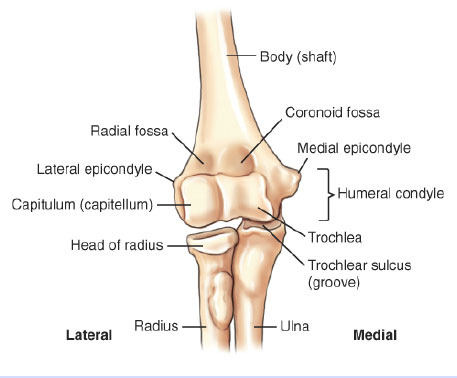 Body (shaft)
Coronoid fossa
Radial fossa
Medial epicondyle
Lateral epicondyle
Humeral condyle
Capitulum (capitellum)
Trochlea
Head of radius
Trochlear sulcus
(groove)
Lateral
Radius
Ulna
Medial